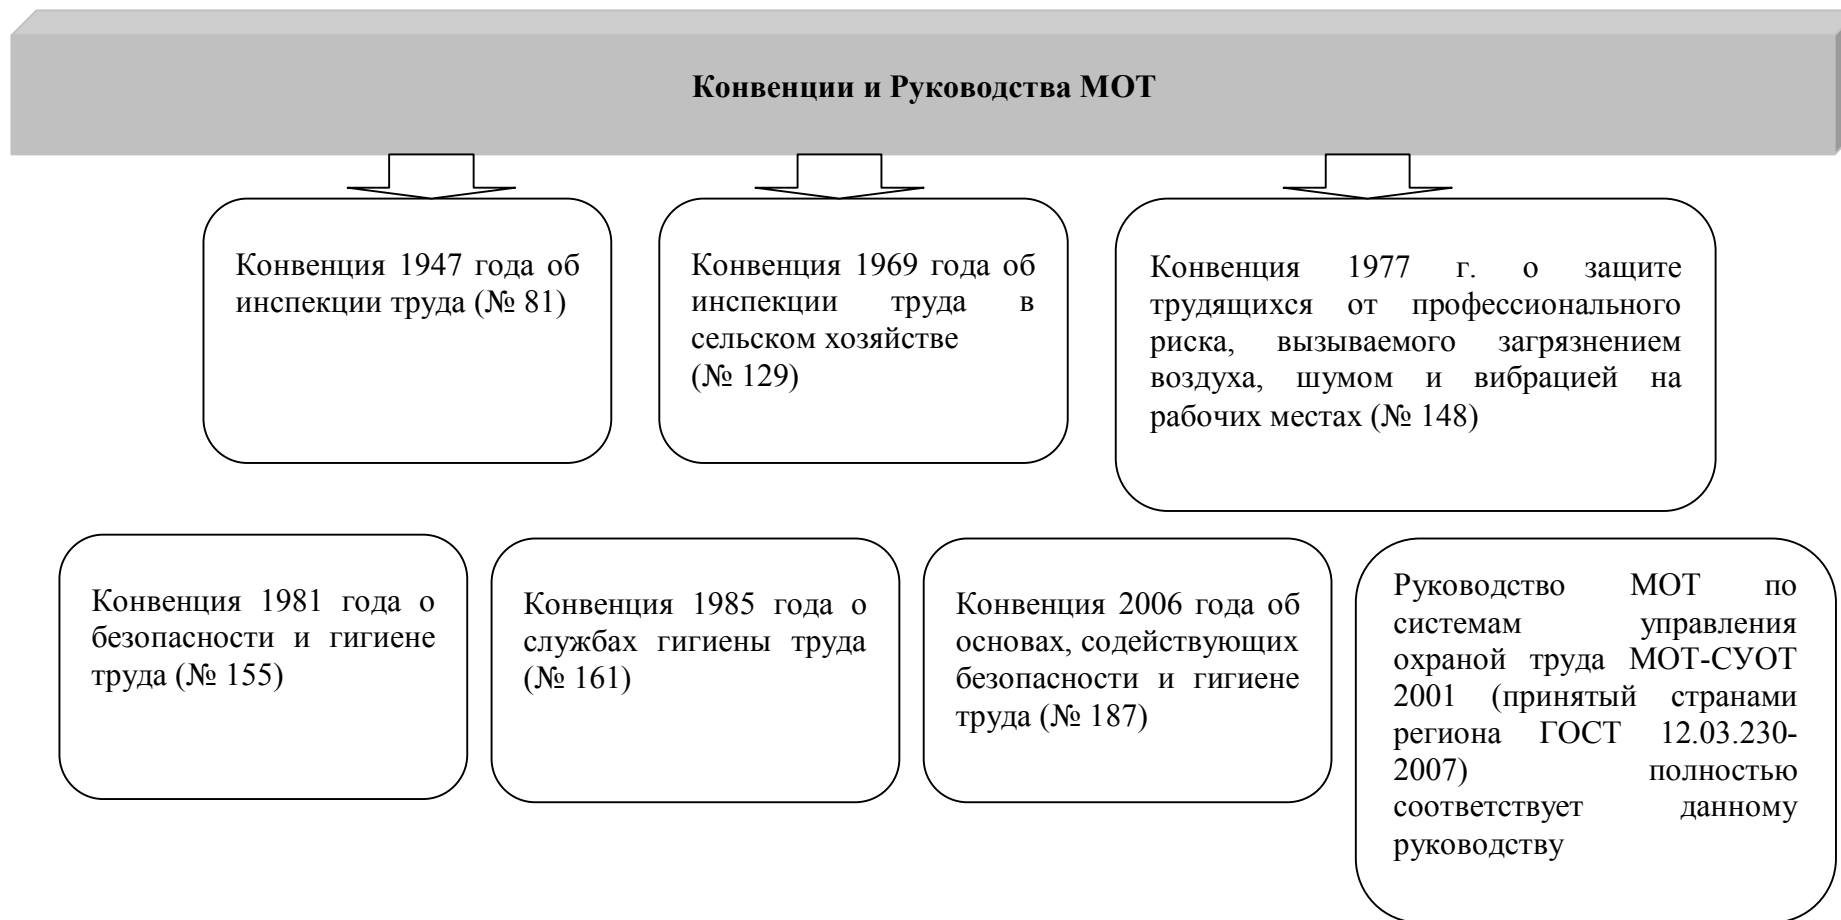 Конвенции и Руководства МОТ
Конвенция 1947 года об
инспекции труда (№ 81)
Конвенция 1969 года об
инспекции труда в
сельском хозяйстве
(№ 129)
Конвенция 1977 г. о защите
трудящихся от профессионального
риска, вызываемого загрязнением
воздуха, шумом и вибрацией на
рабочих местах (№ 148)
Конвенция 1981 года о
безопасности и гигиене
труда (№ 155)
Конвенция 1985 года о
службах гигиены труда
(№ 161)
Конвенция 2006 года об
основах, содействующих
безопасности и гигиене
труда (№ 187)
Руководство МОТ по
системам управления
охраной труда МОТ-СУОТ
2001 (принятый странами
региона ГОСТ 12.03.230-
2007) полностью
соответствует данному
руководству